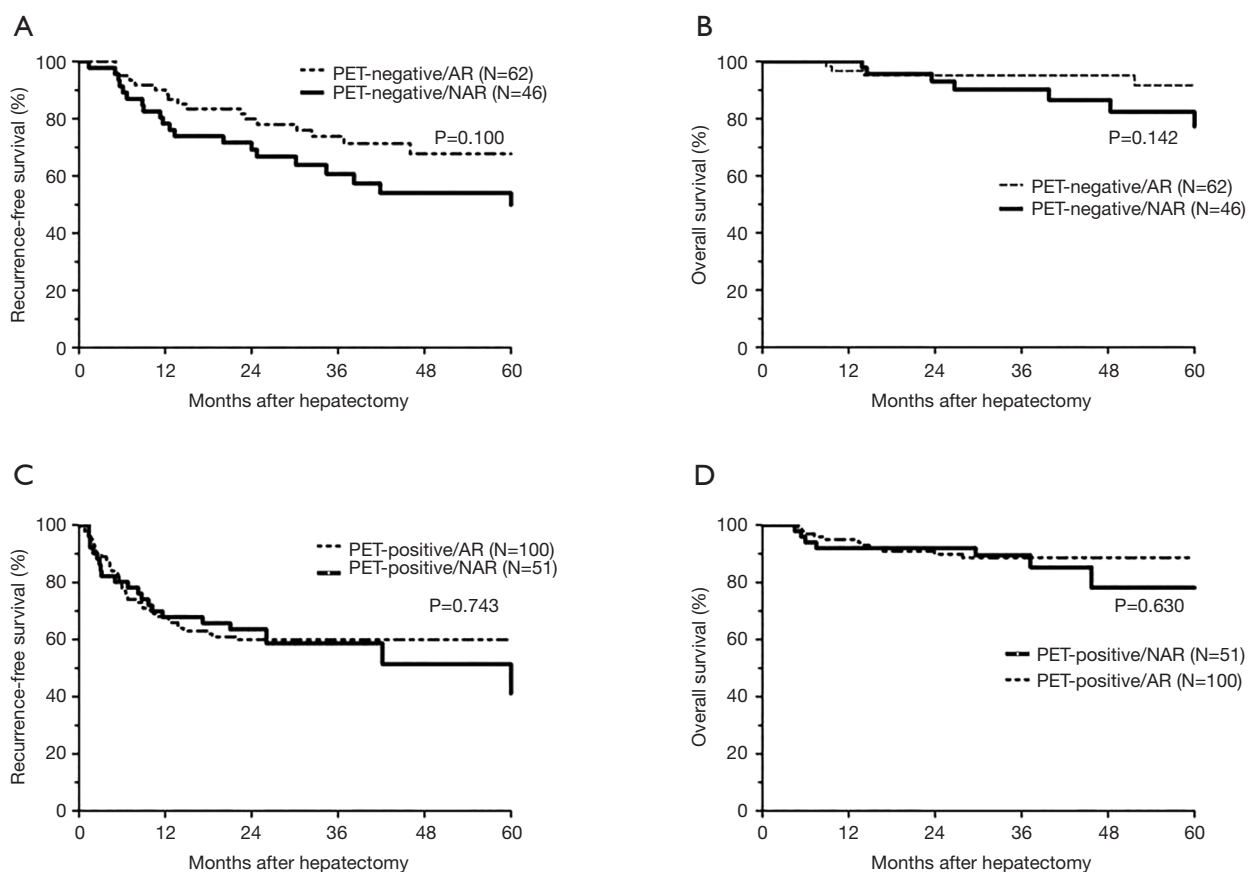 A
Recurrence-free survival (%)
100
80
60
40
20
0
PET-negative/AR (N=62)
PET-negative/NAR (N=46)
P=0.100
0 12 24 36 48 60
Months after hepatectomy
B
Overall survival (%)
100
80
60
40
20
0
P=0.142
PET-negative/AR (N=62)
PET-negative/NAR (N=46)
0 12 24 36 48 60
Months after hepatectomy
C
Recurrence-free survival (%)
100
80
60
40
20
0
PET-positive/AR (N=100)
PET-positive/NAR (N=51)
P=0.743
0 12 24 36 48 60
Months after hepatectomy
D
Overall survival (%)
100
80
60
40
20
0
P=0.630
PET-positive/NAR (N=51)
PET-positive/AR (N=100)
0 12 24 36 48 60
Months after hepatectomy